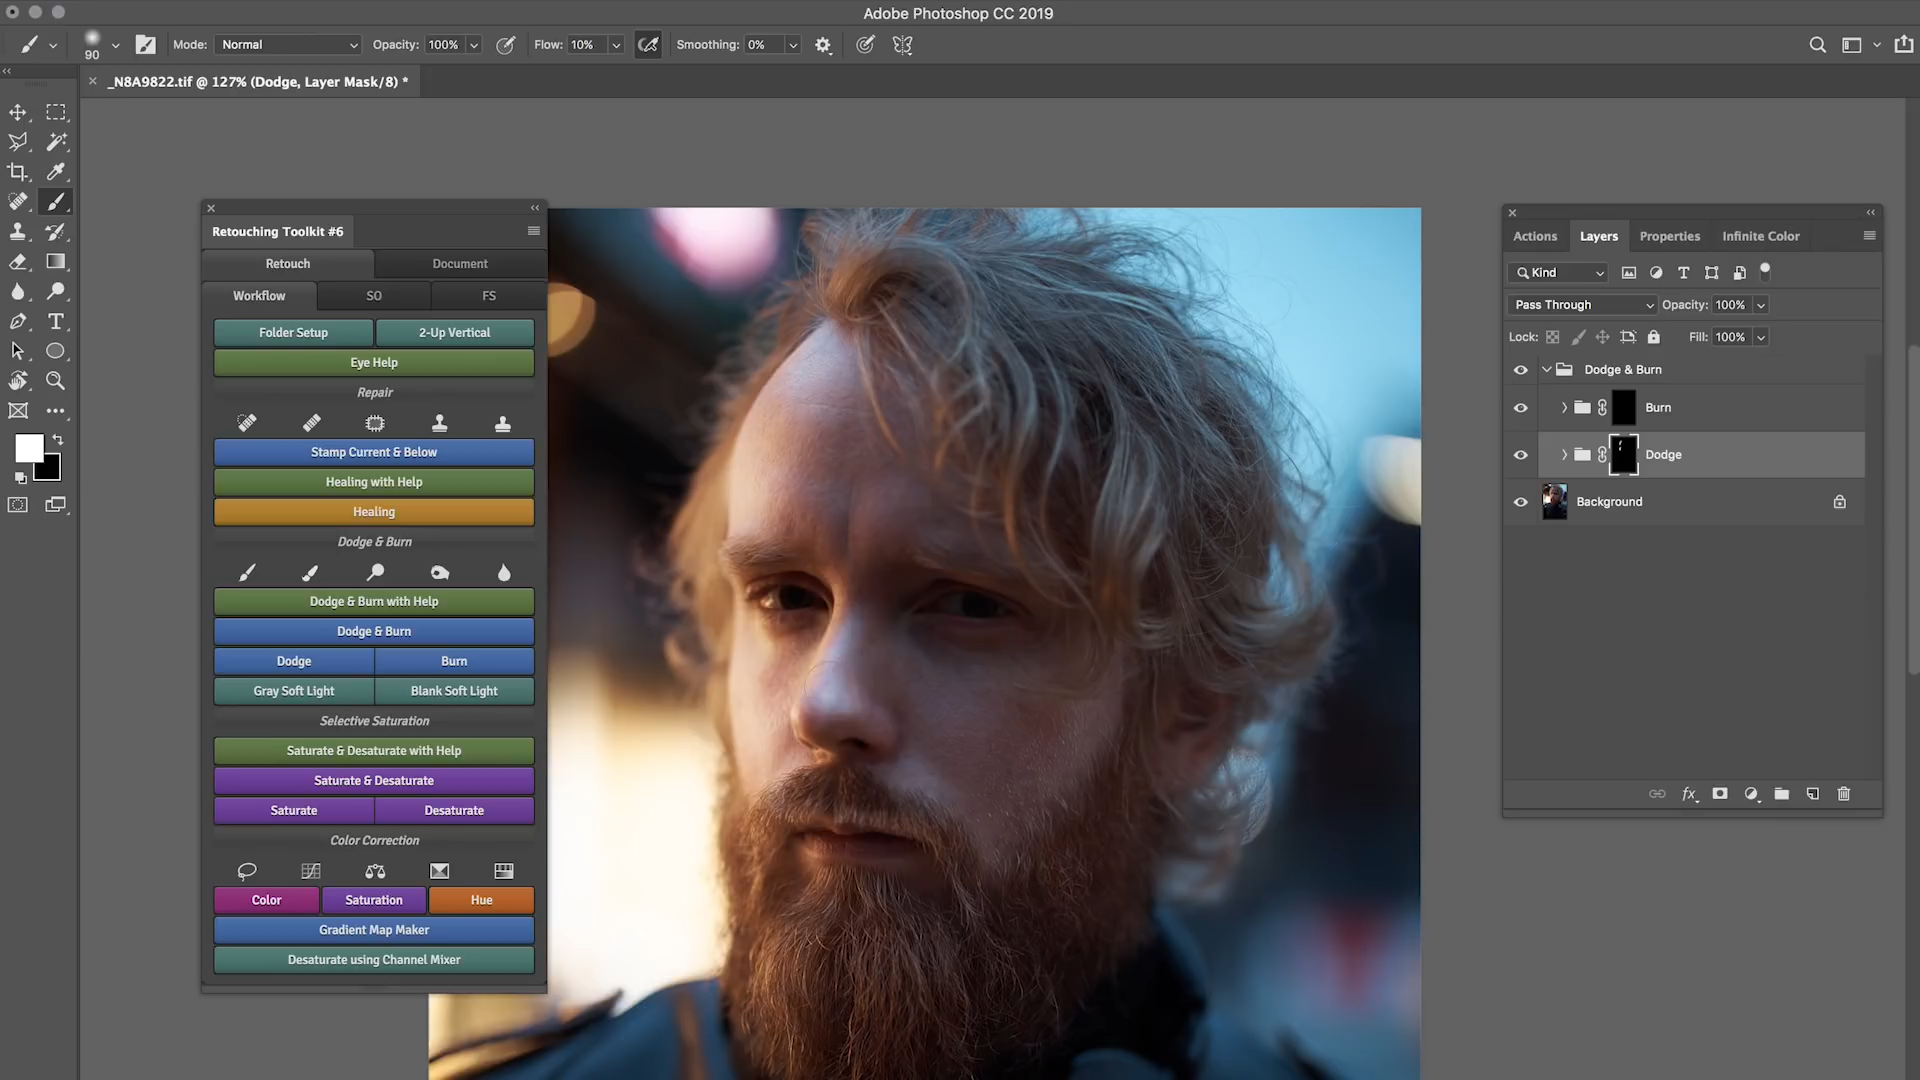 Adobe Photoshop CC 2019
90
Mode: Normal
Opacity: 100%
Flow: 10%
Smoothing: 0%
_N8A9822.tif @ 127% (Dodge, Layer Mask/8) *
Retouching Toolkit #6
Retouch
Document
Workflow
SO
FS
Folder Setup
2-Up Vertical
Eye Help
Repair
Stamp Current & Below
Healing with Help
Healing
Dodge & Burn
Dodge & Burn with Help
Dodge & Burn
Dodge
Burn
Gray Soft Light
Blank Soft Light
Selective Saturation
Saturate & Desaturate with Help
Saturate & Desaturate
Saturate
Desaturate
Color Correction
Color
Saturation
Hue
Gradient Map Maker
Desaturate using Channel Mixer
Actions
Layers
Properties
Infinite Color
Kind
Pass Through
Opacity: 100%
Lock:
Fill: 100%
Dodge & Burn
Burn
Dodge
Background
fx